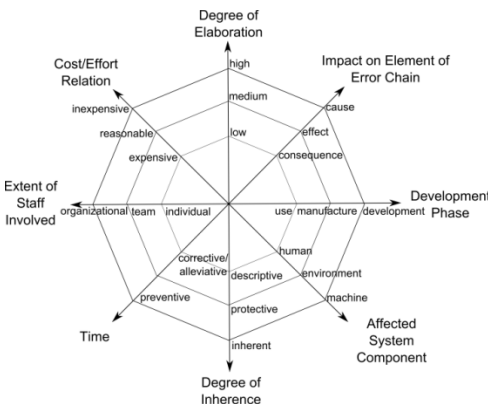 Degree of
Elaboration
Cost/Effort
Relation
Impact on Element of
Error Chain
high
inexpensive
cause
medium
reasonable
effect
low
expensive
consequence
Extent of
Staff
Involved
organizational team individual
use manufacture development
Development
Phase
corrective/
alleviative
human
descriptive
environment
preventive
protective
machine
Time
inherent
Affected
System
Component
Degree of
Inherence